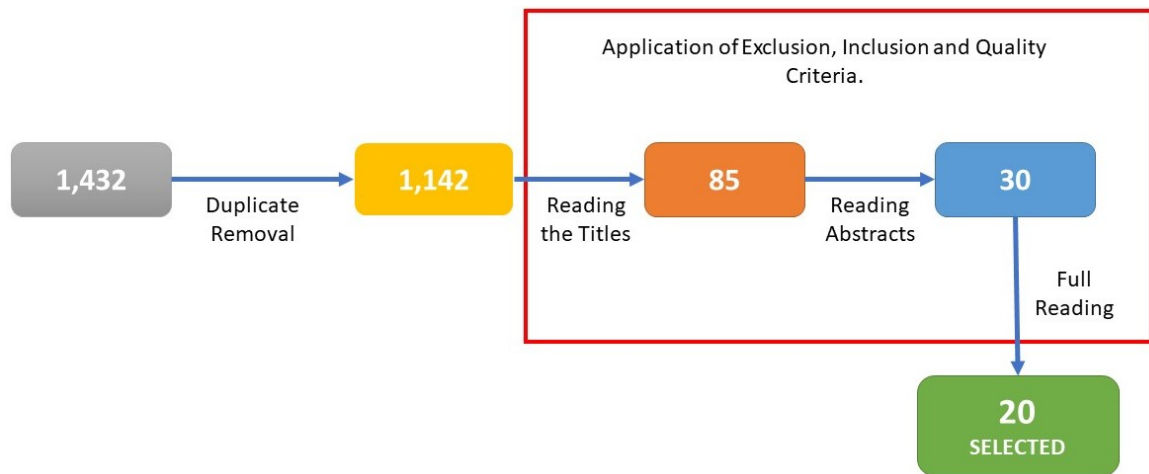 Application of Exclusion, Inclusion and Quality
Criteria.
1,432
Duplicate
Removal
1,142
Reading
the Titles
85
Reading
Abstracts
30
Full
Reading
20
SELECTED